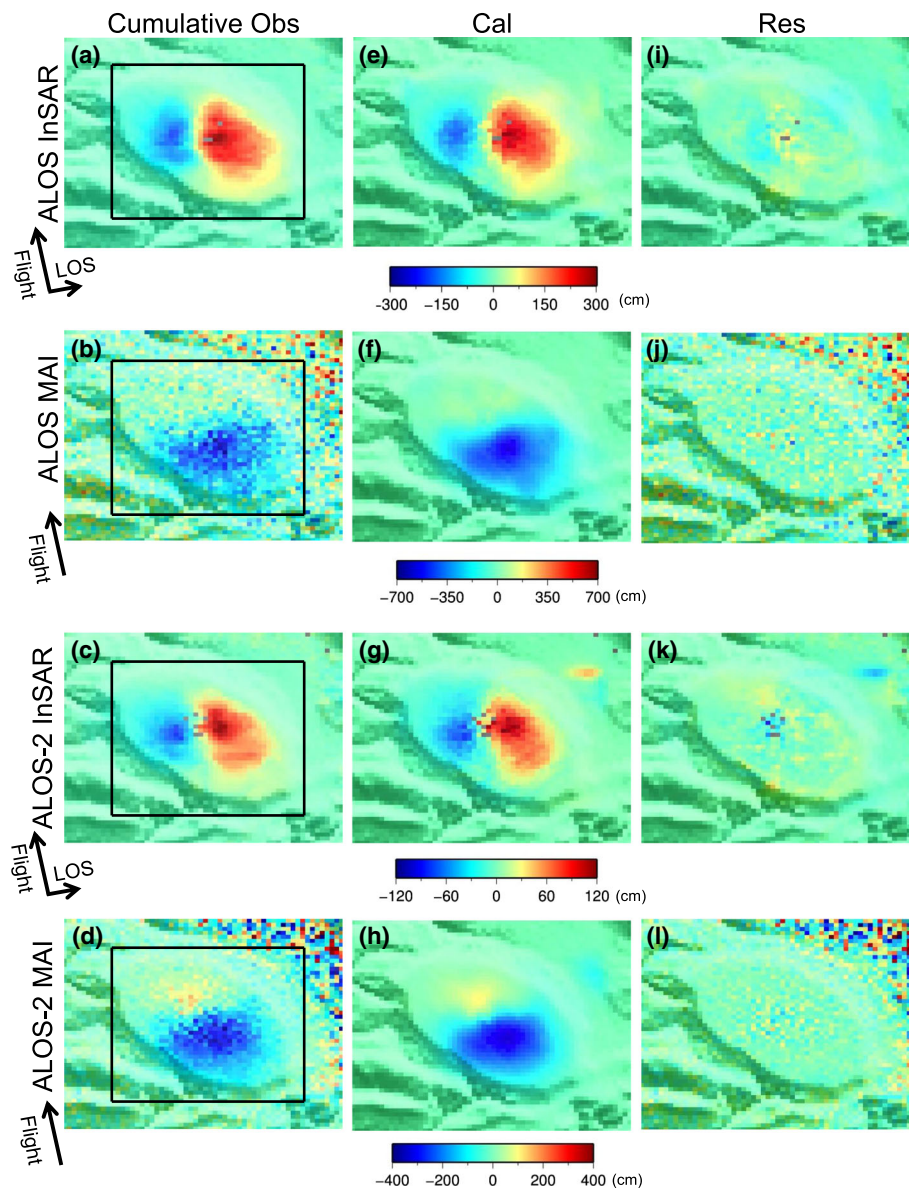 Cumulative Obs Cal Res
ALOS InSAR
(a) (e) (i)
Flight
LOS
-300 −150 0 150 300 (cm)
ALOS MAI
(b) (f) (j)
Flight
−700 −350 0 350 700 (cm)
ALOS-2 InSAR
(c) (g) (k)
Flight
LOS
−120 −60 0 60 120 (cm)
ALOS-2 MAI
(d) (h) (l)
Flight
−400 −200 0 200 400 (cm)